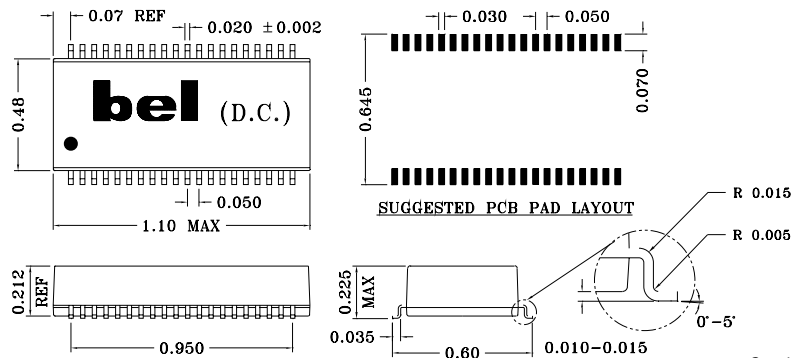 0.07 REF
0.020 ±0.002
0.030
0.050
0.48
bel (D.C.)
0.645
0.070
0.050
1.10 MAX
SUGGESTED PCB PAD LAYOUT
R 0.015
R 0.005
0.212 REF
0.225 MAX
0°-5°
0.950
0.035
0.60
0.010-0.015